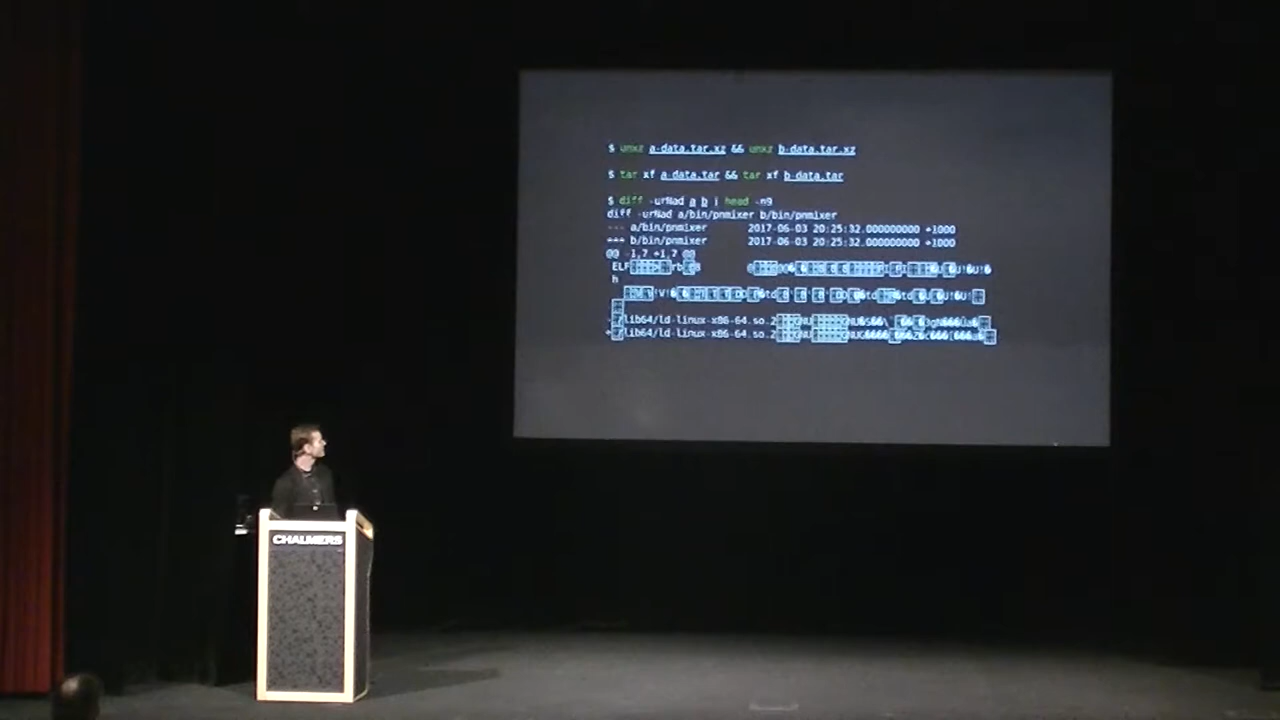 $ unxz a-data.tar.xz && unxz b-data.tar.xz
$ tar xf a-data.tar && tar xf b-data.tar
$ diff -urNad a b | head -n9
diff -urNad a/bin/pnmixer b/bin/pnmixer
--- a/bin/pnmixer 2017-06-03 20:25:32.000000000 +1000
+++ b/bin/pnmixer 2017-06-03 20:25:32.000000000 +1000
@@ -1,7 +1,7 @@
ELF
h
- /lib64/ld-linux-x86-64.so.2
+ /lib64/ld-linux-x86-64.so.2
CHALMERS